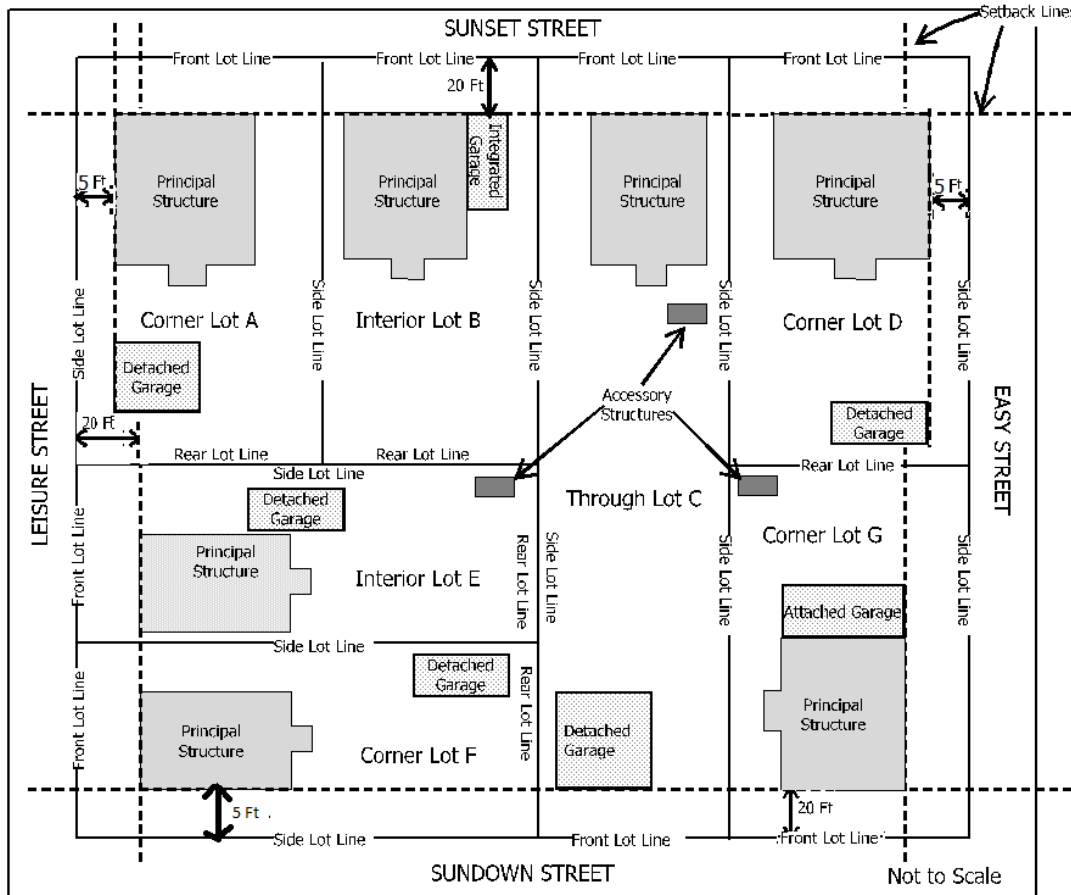 SUNSET STREET
Setback Lines
Front Lot Line
Front Lot Line
Front Lot Line
Front Lot Line
20 Ft
Integrated
Garage
5 Ft
Principal
Structure
Principal
Structure
Principal
Structure
Principal
Structure
5 Ft
Side Lot Line
Side Lot Line
Side Lot Line
Side Lot Line
Side Lot Line
Corner Lot A
Interior Lot B
Corner Lot D
Detached
Garage
Accessory
Structures
Detached
Garage
20 Ft
LEISURE STREET
EASY STREET
Rear Lot Line
Rear Lot Line
Rear Lot Line
Side Lot Line
Detached
Garage
Through Lot C
Corner Lot G
Front Lot Line
Principal
Structure
Interior Lot E
Rear Lot Line
Side Lot Line
Side Lot Line
Side Lot Line
Attached Garage
Side Lot Line
Front Lot Line
Detached
Garage
Rear Lot Line
Principal
Structure
Corner Lot F
Detached
Garage
Principal
Structure
5 Ft .
20 Ft
Side Lot Line
Front Lot Line
Front Lot Line
SUNDOWN STREET
Not to Scale